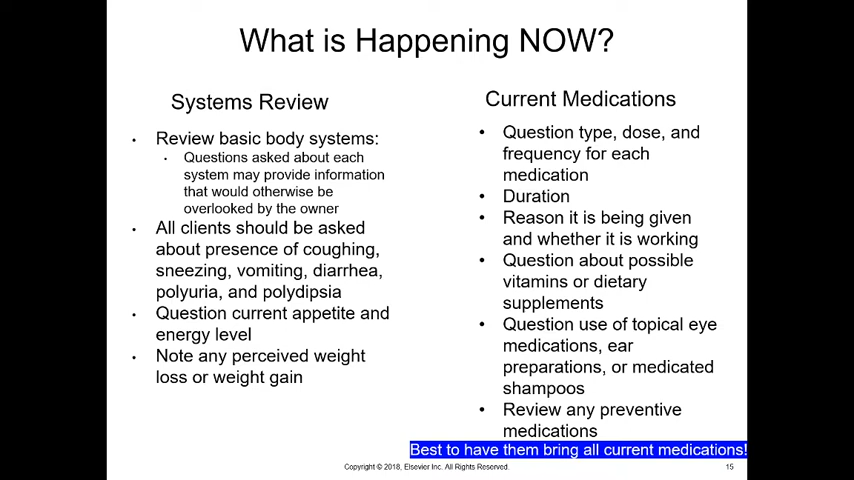 What is Happening NOW?
Systems Review
• Review basic body systems:
• Questions asked about each
system may provide information
that would otherwise be
overlooked by the owner
• All clients should be asked
about presence of coughing,
sneezing, vomiting, diarrhea,
polyuria, and polydipsia
• Question current appetite and
energy level
• Note any perceived weight
loss or weight gain
Current Medications
• Question type, dose, and
frequency for each
medication
• Duration
• Reason it is being given
and whether it is working
• Question about possible
vitamins or dietary
supplements
• Question use of topical eye
medications, ear
preparations, or medicated
shampoos
• Review any preventive
medications
Best to have them bring all current medications!
Copyright © 2018, Elsevier Inc. All Rights Reserved.
15